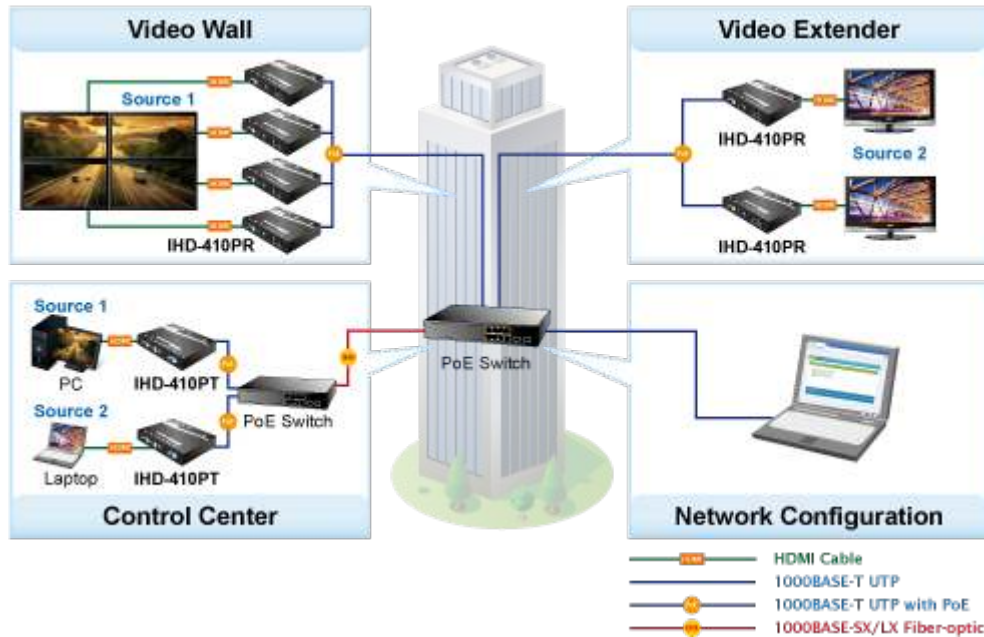 Video Wall
Source 1
IHD-410PR
Video Extender
IHD-410PR
Source 2
IHD-410PR
Source 1
PC
IHD-410PT
Source 2
Laptop
IHD-410PT
PoE Switch
Control Center
PoE Switch
Network Configuration
HDMI Cable
1000BASE-T UTP
1000BASE-T UTP with PoE
1000BASE-SX/LX Fiber-optic